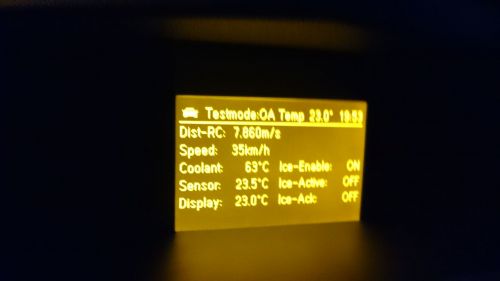 Testmode:OA Temp 23.0° 19:53
Dist-RC: 7.860m/s
Speed: 35km/h
Coolant: 63°C Ice-Enable: ON
Sensor: 23.5°C Ice-Active: OFF
Display: 23.0°C Ice-Ack: OFF